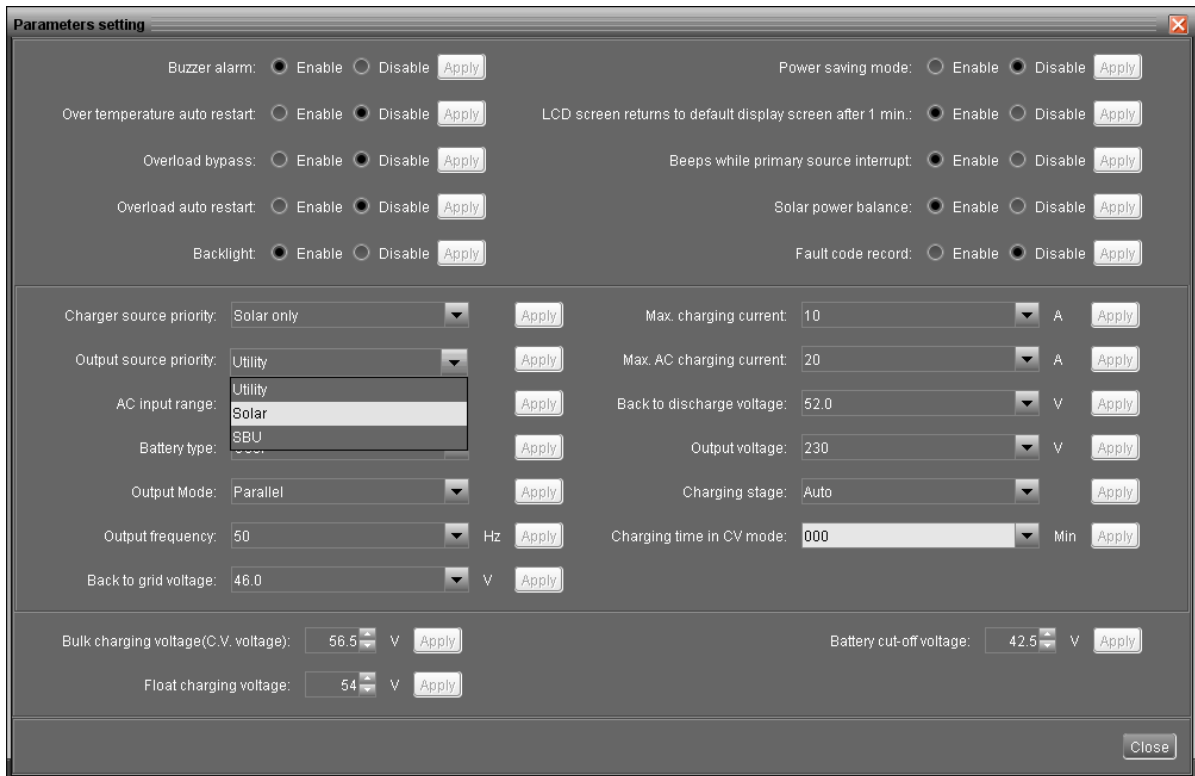 Parameters setting
Buzzer alarm: Enable Disable Apply Power saving mode: Enable Disable Apply
Over temperature auto restart: Enable Disable Apply LCD screen returns to default display screen after 1 min.: Enable Disable Apply
Overload bypass: Enable Disable Apply Beeps while primary source interrupt: Enable Disable Apply
Overload auto restart: Enable Disable Apply Solar power balance: Enable Disable Apply
Backlight: Enable Disable Apply Fault code record: Enable Disable Apply
Charger source priority: Solar only Apply Max. charging current: 10 A Apply
Output source priority: Utility Apply Max. AC charging current: 20 A Apply
Utility
AC input range: Solar Apply Back to discharge voltage: 52.0 V Apply
SBU
Battery type: Apply Output voltage: 230 V Apply
Output Mode: Parallel Apply Charging stage: Auto Apply
Output frequency: 50 Hz Apply Charging time in CV mode: 000 Min Apply
Back to grid voltage: 46.0 V Apply
Bulk charging voltage(C.V. voltage): 56.5 V Apply Battery cut-off voltage: 42.5 V Apply
Float charging voltage: 54 V Apply
Close